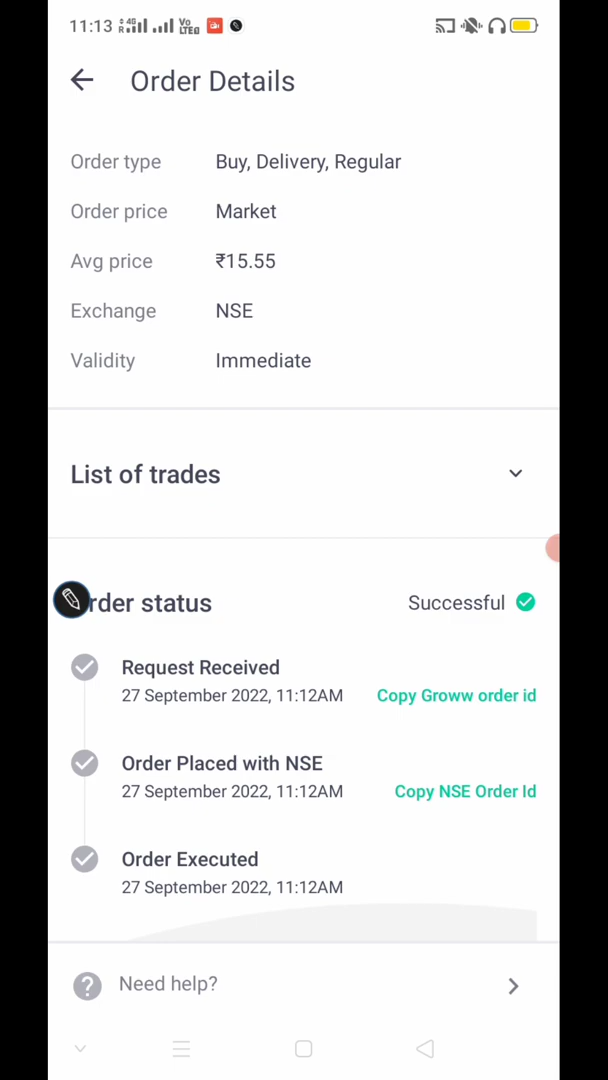 11:13
4G
R
Vo
LTE
Order Details
Order type Buy, Delivery, Regular
Order price Market
Avg price ₹15.55
Exchange NSE
Validity Immediate
List of trades
rder status Successful
Request Received
27 September 2022, 11:12AM Copy Groww order id
Order Placed with NSE
27 September 2022, 11:12AM Copy NSE Order Id
Order Executed
27 September 2022, 11:12AM
? Need help?